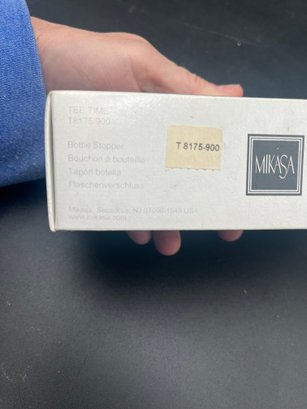 TEE TIME
T8175/900
Bottle Stopper
Bouchon à bouteille
Tapón botella
Flaschenverschluss
Mikasa, Secaucus, NJ 07096-1549 USA
www.mikasa.com
T 8175-900
MIKASA